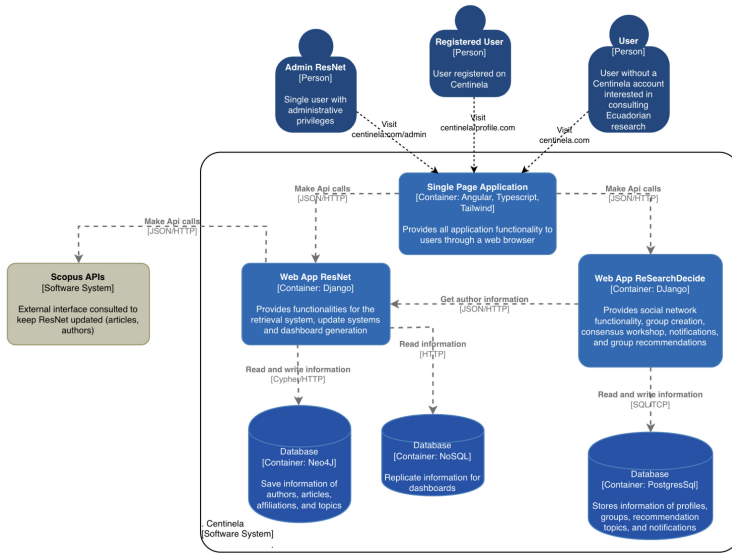 Admin ResNet
[Person]
Single user with
administrative
privileges
Registered User
[Person]
User registered on
Centinela
User
[Person]
User without a
Centinela account
interested in
consulting
Ecuadorian
research
Visit
centinela.com/admin
Visit
centinelaprofile.com
Visit
centinela.com
Single Page Application
[Container: Angular, Typescript,
Tailwind]
Provides all application functionality to
users through a web browser
Make Api calls
[JSON/HTTP]
Make Api calls
[JSON/HTTP]
Make Api calls
[JSON/HTTP]
Scopus APIs
[Software System]
External interface consulted to
keep ResNet updated (articles,
authors)
Web App ResNet
[Container: Django]
Provides functionalities for the
retrieval system, update systems
and dashboard generation
Get author information
[JSON/HTTP]
Web App ReSearchDecide
[Container: DJango]
Provides social network
functionality, group creation,
consensus workshop, notifications,
and group recommendations
Read and write information
[Cypher/HTTP]
Read information
[HTTP]
Read and write information
[SQL/TCP]
Database
[Container: Neo4J]
Save information of
authors, articles,
affiliations, and topics
Database
[Container: NoSQL]
Replicate information for
dashboards
Database
[Container: PostgresSql]
Stores information of profiles,
groups, recommendation
topics, and notifications
. Centinela
[Software System]
.